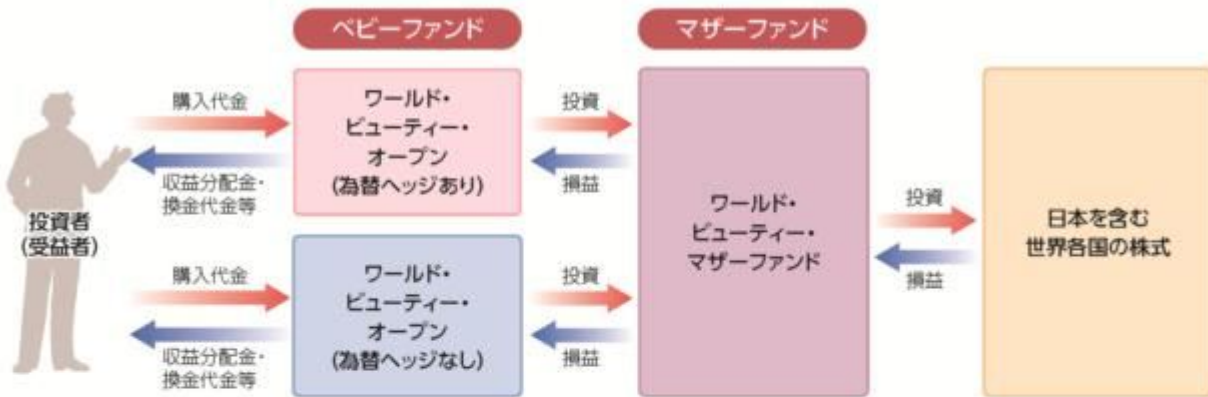 ベビーファンド
マザーファンド
購入代金
収益分配金・
換金代金等
ワールド・
ビューティー・
オープン
(為替ヘッジあり)
投資
損益
投資者
(受益者)
購入代金
収益分配金・
換金代金等
ワールド・
ビューティー・
オープン
(為替ヘッジなし)
投資
損益
ワールド・
ビューティー・
マザーファンド
投資
損益
日本を含む
世界各国の株式